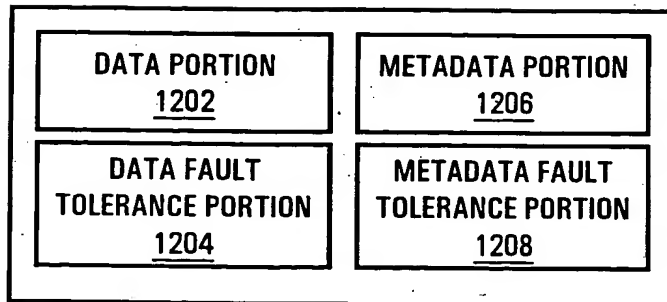 DATA PORTION
1202
METADATA PORTION
1206
DATA FAULT
TOLERANCE PORTION
1204
METADATA FAULT
TOLERANCE PORTION
1208